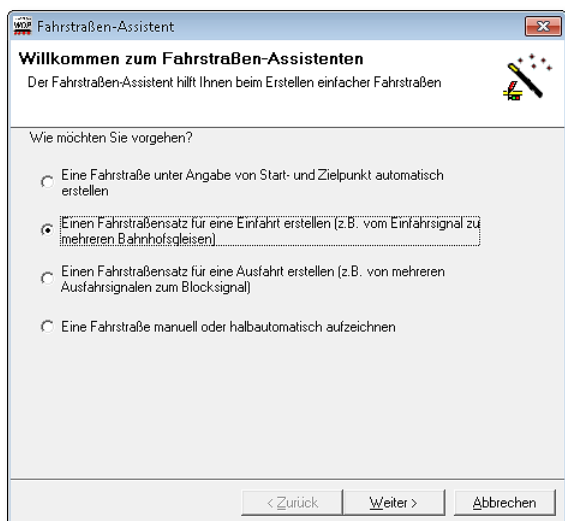 WDP Fahrstraßen-Assistent
Willkommen zum Fahrstraßen-Assistenten
Der Fahrstraßen-Assistent hilft Ihnen beim Erstellen einfacher Fahrstraßen
Wie möchten Sie vorgehen?
Eine Fahrstraße unter Angabe von Start- und Zielpunkt automatisch
erstellen
Einen Fahrstraßensatz für eine Einfahrt erstellen (z.B. vom Einfahrsignal zu
mehreren Bahnhofsgleisen)
Einen Fahrstraßensatz für eine Ausfahrt erstellen (z.B. von mehreren
Ausfahrsignalen zum Blocksignal)
Eine Fahrstraße manuell oder halbautomatisch aufzeichnen
< Zurück Weiter > Abbrechen